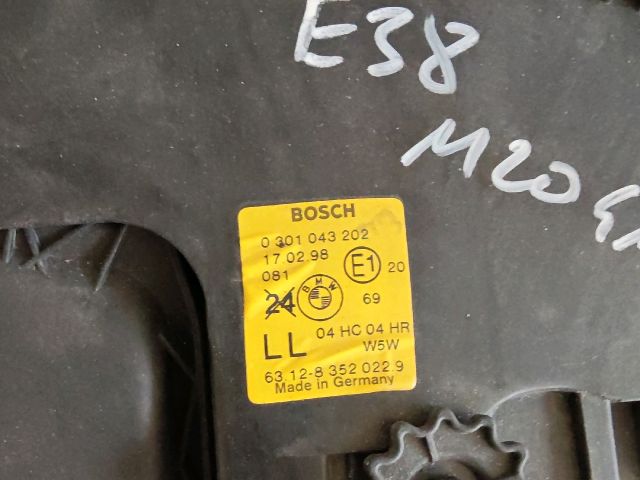 E38
M20
BOSCH
0 301 043 202
17 02.98
081
E1 20
24 BMW 69
LL 04 HC 04 HR
W5W
63.12-8 352 022.9
Made in Germany